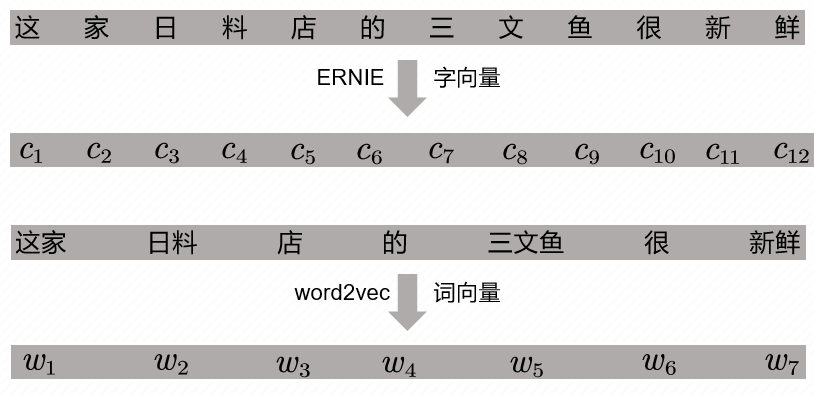 这 家 日 料 店 的 三 文 鱼 很 新 鲜
ERNIE 字向量
c₁ c₂ c₃ c₄ c₅ c₆ c₇ c₈ c₉ c₁₀ c₁₁ c₁₂
这家 日料 店 的 三文鱼 很 新鲜
word2vec 词向量
w₁ w₂ w₃ w₄ w₅ w₆ w₇